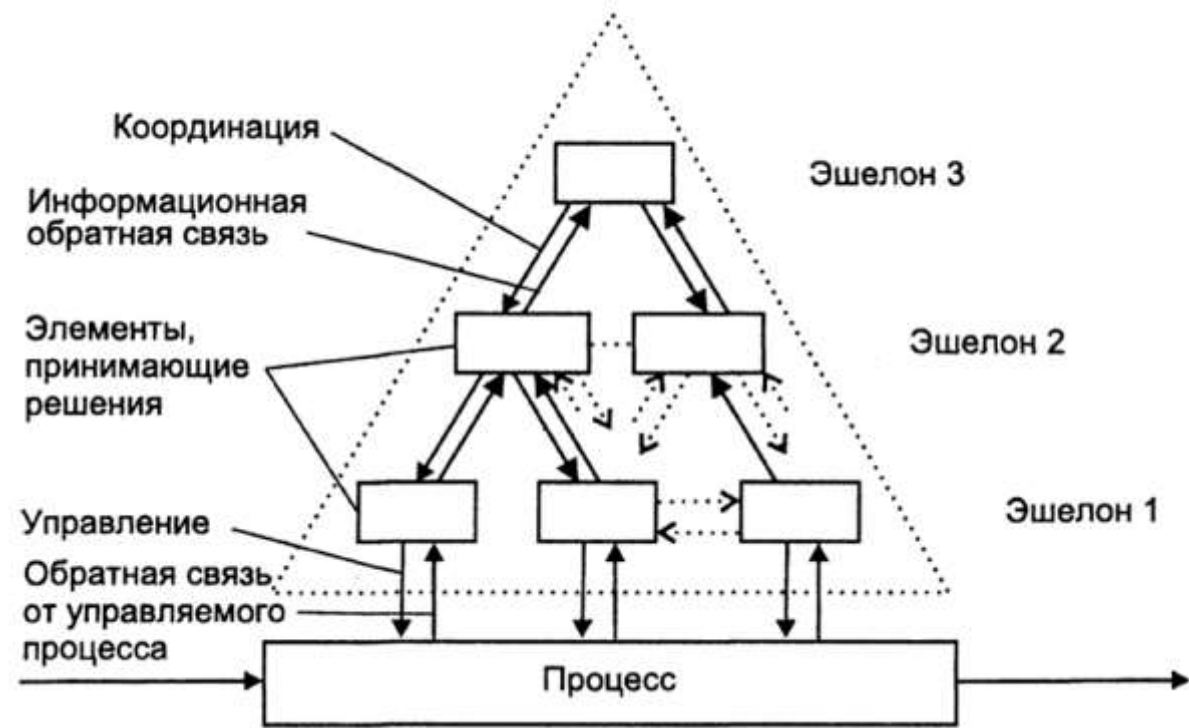 Координация
Эшелон 3
Информационная
обратная связь
Элементы,
принимающие
решения
Эшелон 2
Управление
Эшелон 1
Обратная связь
от управляемого
процесса
Процесс